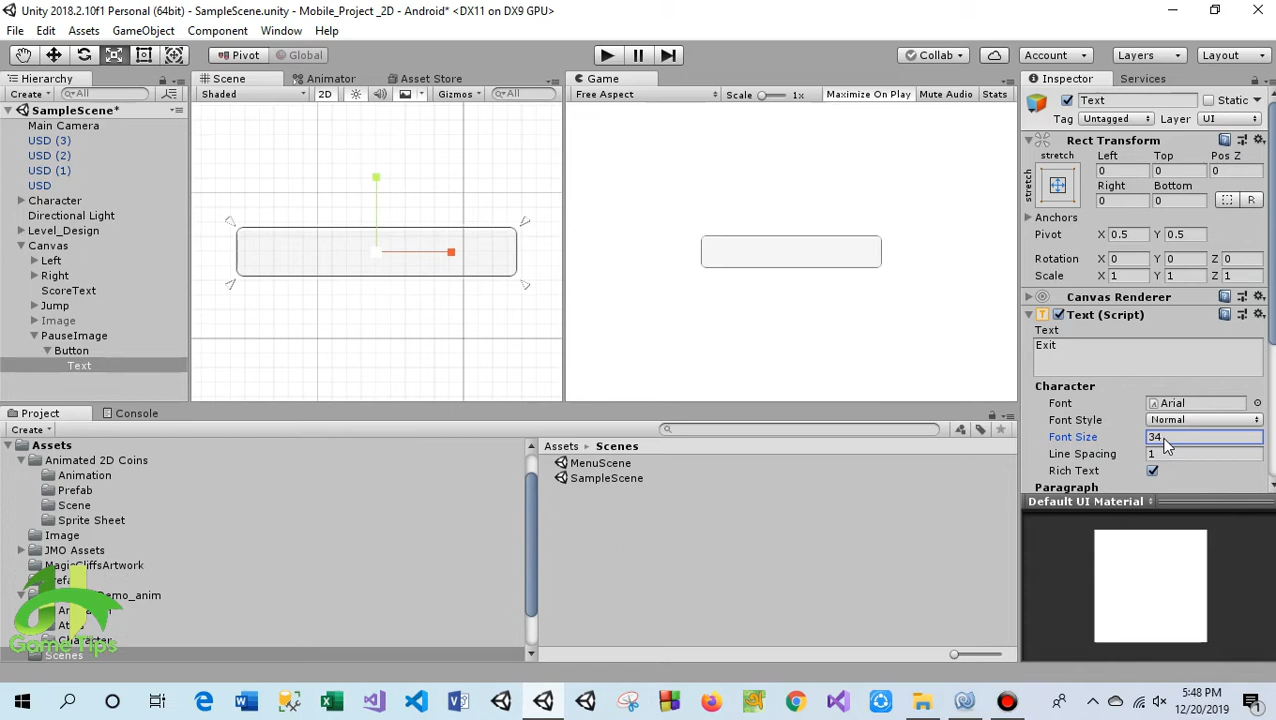 Unity 2018.2.10f1 Personal (64bit) - SampleScene.unity - Mobile_Project _2D - Android* <DX11 on DX9 GPU>
File Edit Assets GameObject Component Window Help
Pivot Global Collab Account Layers Layout
Hierarchy Scene Animator Asset Store Game Inspector Services
Create All Shaded 2D Gizmos All Free Aspect Scale 1x Maximize On Play Mute Audio Stats Text Static
SampleScene*
Tag Untagged Layer UI
Main Camera
USD (3)
USD (2)
USD (1)
USD
Character
Directional Light
Level_Design
Canvas
Left
Right
ScoreText
Jump
Image
PauseImage
Button
Text
Rect Transform
stretch Left Top Pos Z
stretch 0 0 0
Right Bottom
0 0 R
Anchors
Pivot X 0.5 Y 0.5
Rotation X 0 Y 0 Z 0
Scale X 1 Y 1 Z 1
Canvas Renderer
T Text (Script)
Text
Exit
Character
Font Arial
Font Style Normal
Font Size 34
Line Spacing 1
Rich Text
Paragraph
Default UI Material
Project Console
Create
Assets
Animated 2D Coins
Animation
Prefab
Scene
Sprite Sheet
Image
JMO Assets
MagicCliffsArtwork
Demo_anim
Character
Scenes
Assets Scenes
MenuScene
SampleScene
Game Tips
5:48 PM
12/20/2019
1